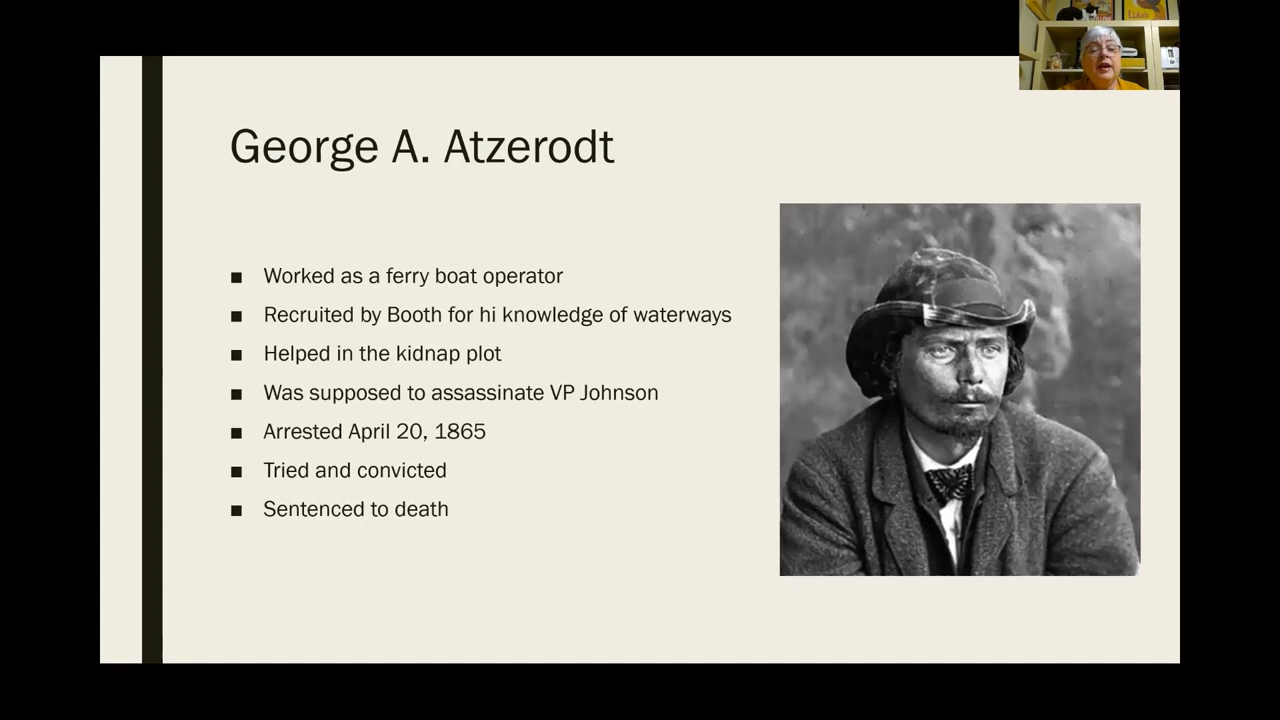 George A. Atzerodt
■ Worked as a ferry boat operator
■ Recruited by Booth for hi knowledge of waterways
■ Helped in the kidnap plot
■ Was supposed to assassinate VP Johnson
■ Arrested April 20, 1865
■ Tried and convicted
■ Sentenced to death